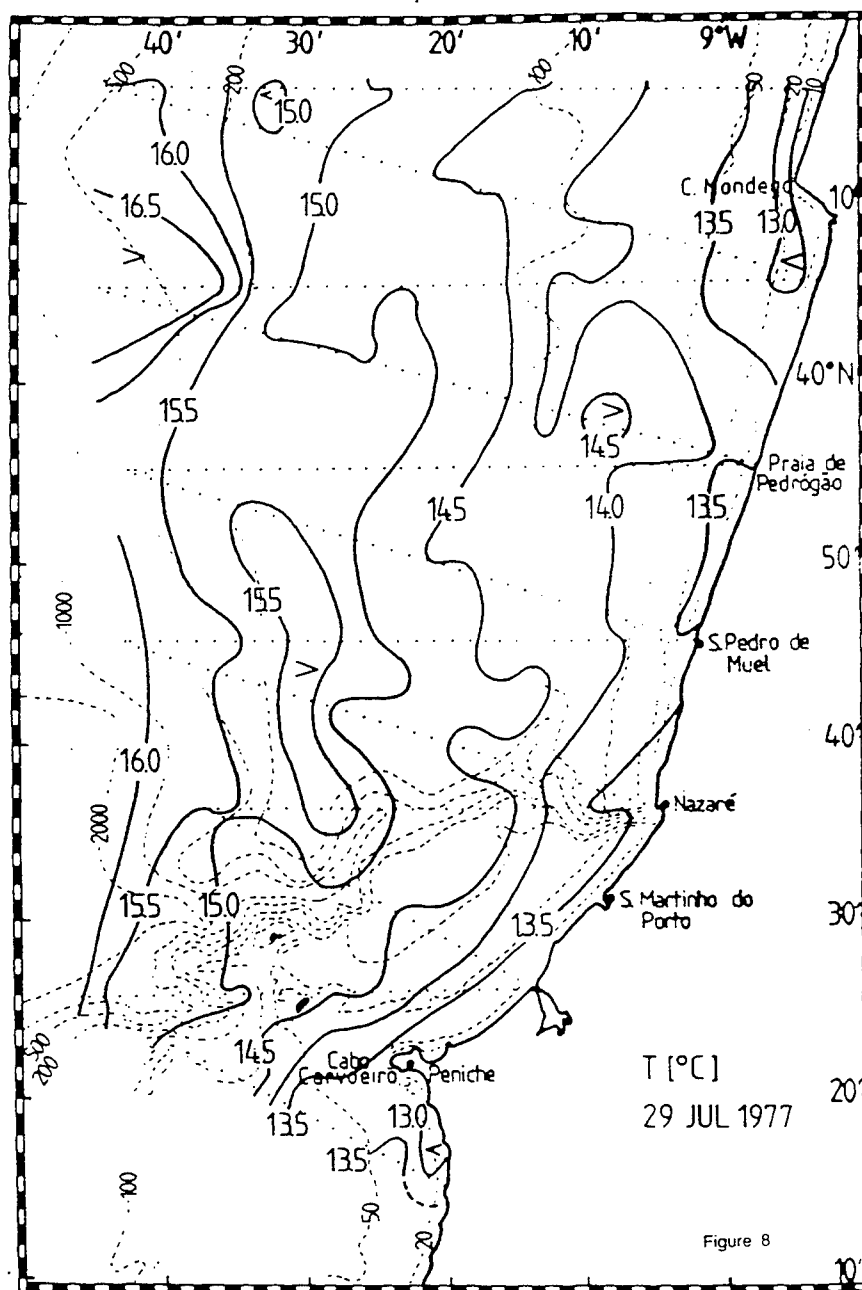 40' 30' 20' 10' 9°W
100 200 100 50 20 10
15.0
16.0
16.5 15.0 C. Mondego 10'
13.5 13.0
40°N
15.5
14.5
Praia de
Pedrógão
14.5 14.0 13.5
50'
15.5
1000
S. Pedro de
Muel
16.0 40'
2000
Nazaré
15.5 15.0 S. Martinho do
Porto
13.5 30'
14.5
500
200
Cabo
Carvoeiro Peniche
T [°C]
13.5 13.0 20'
29 JUL 1977
13.5
100 50 20
Figure 8
10'